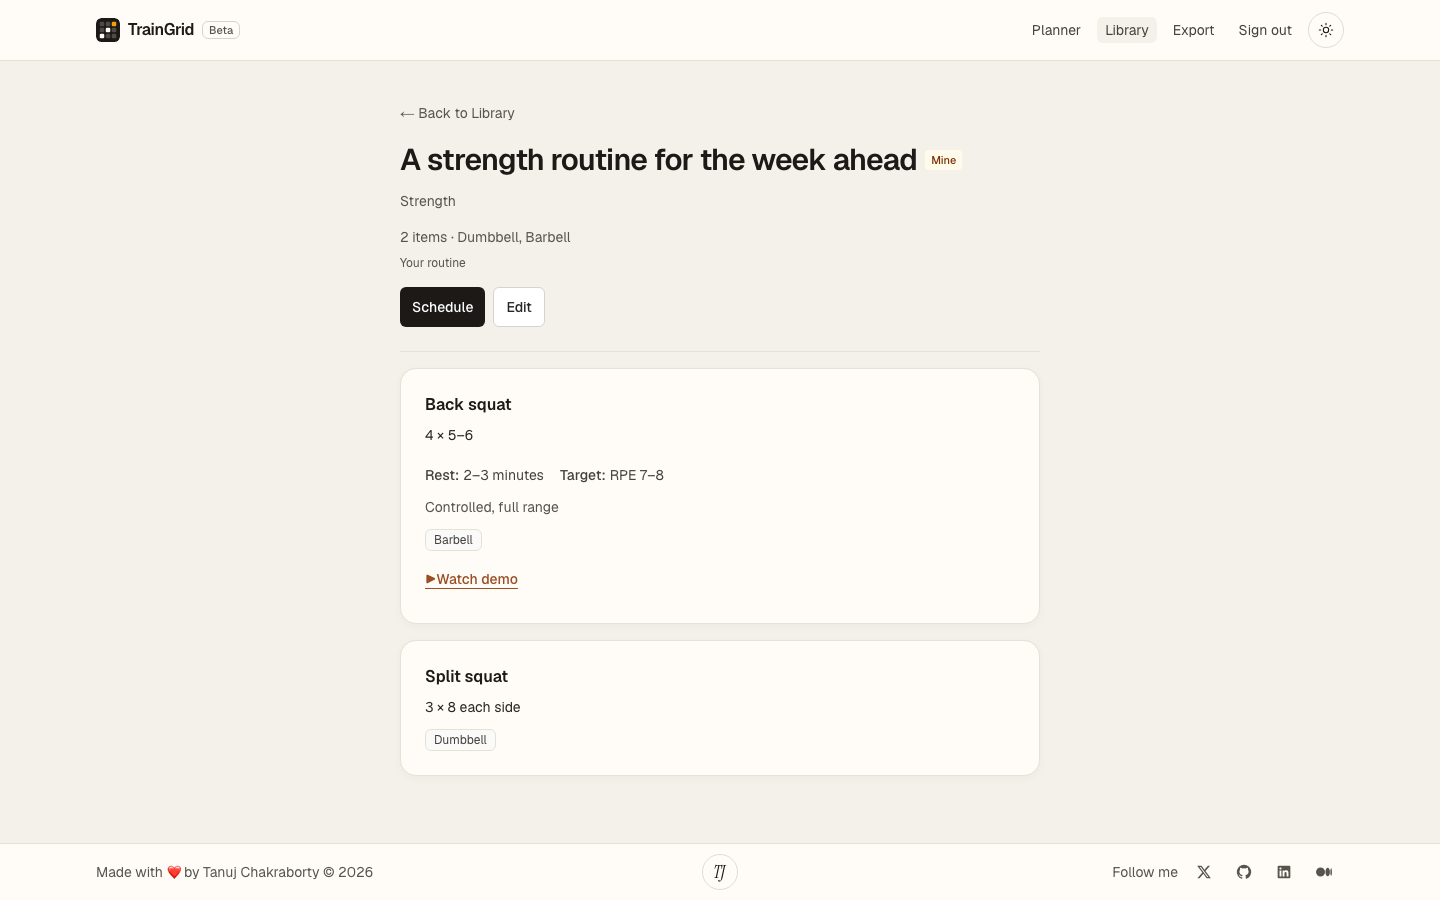 TrainGrid Beta
Planner Library Export Sign out
← Back to Library
A strength routine for the week ahead Mine
Strength
2 items · Dumbbell, Barbell
Your routine
Schedule Edit
Back squat
4 × 5–6
Rest: 2–3 minutes Target: RPE 7–8
Controlled, full range
Barbell
▶Watch demo
Split squat
3 × 8 each side
Dumbbell
Made with ❤️ by Tanuj Chakraborty © 2026
TJ
Follow me